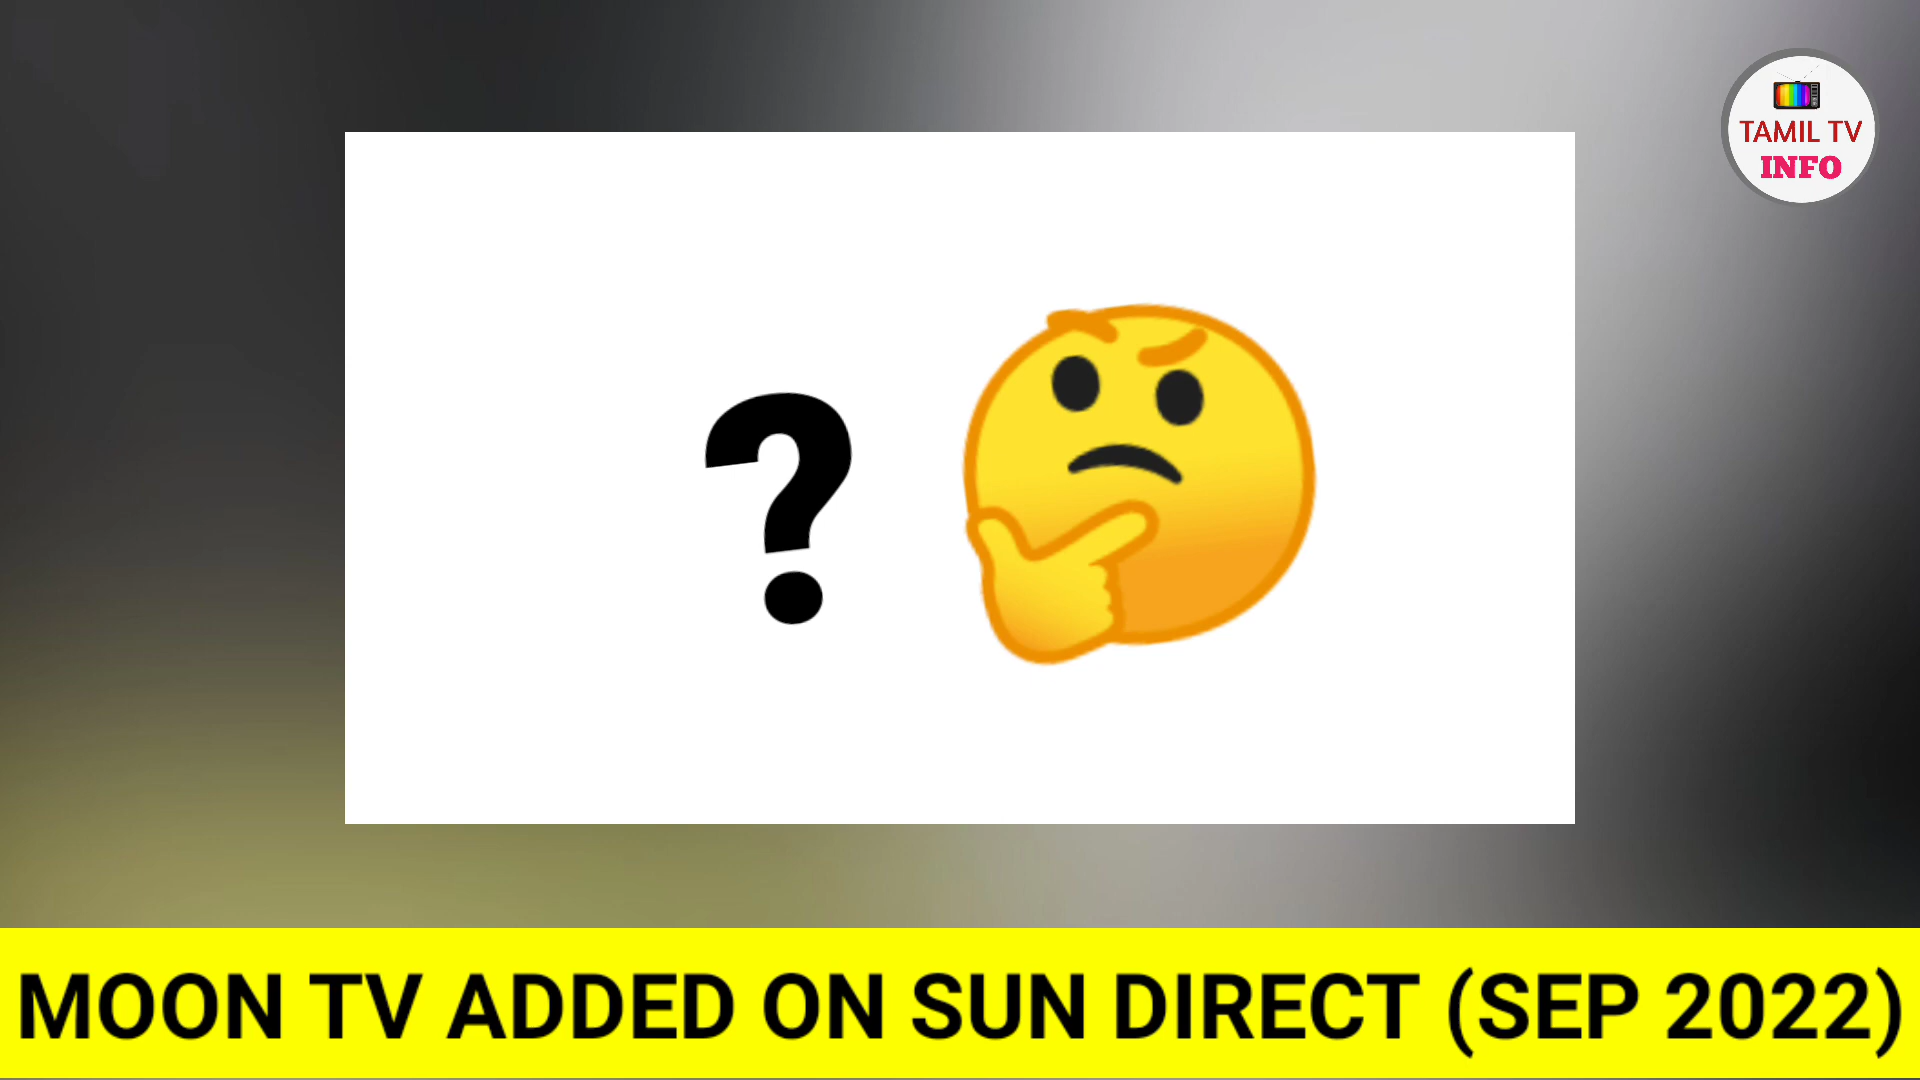 TAMIL TV
INFO
?
MOON TV ADDED ON SUN DIRECT (SEP 2022)